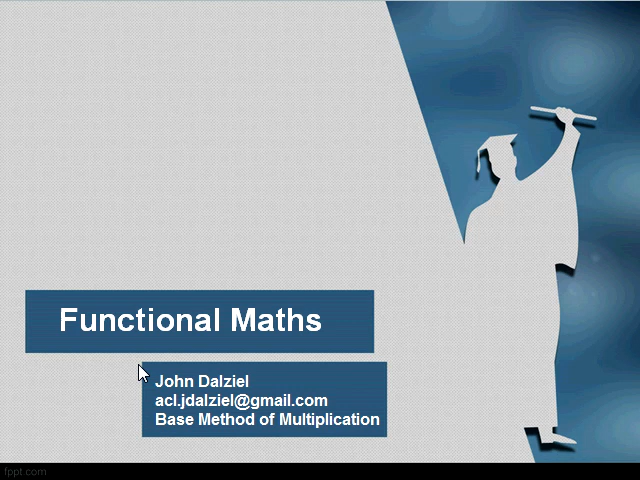 Functional Maths
John Dalziel
acl.jdalziel@gmail.com
Base Method of Multiplication
fppt.com